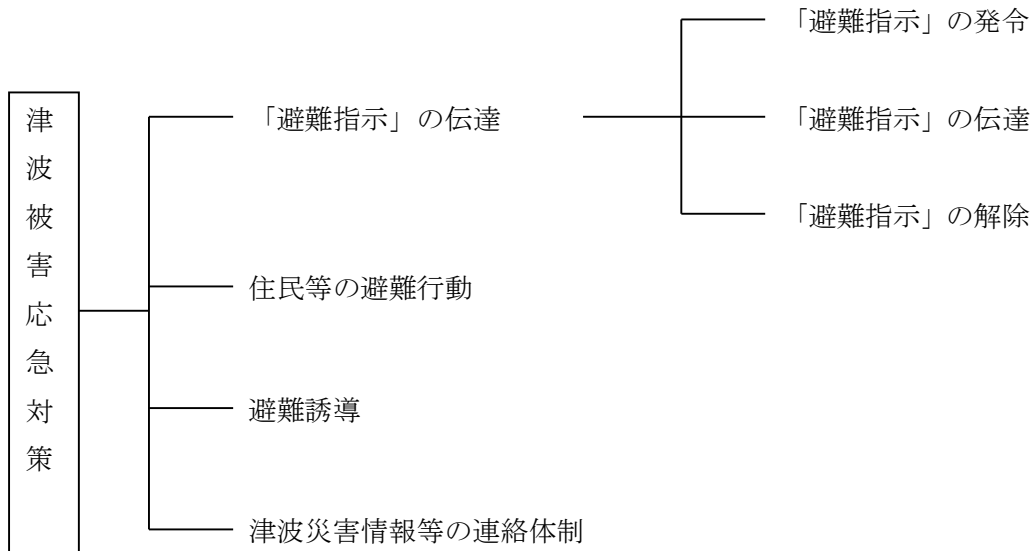 津波被害応急対策
「避難指示」の伝達
「避難指示」の発令
「避難指示」の伝達
「避難指示」の解除
住民等の避難行動
避難誘導
津波災害情報等の連絡体制